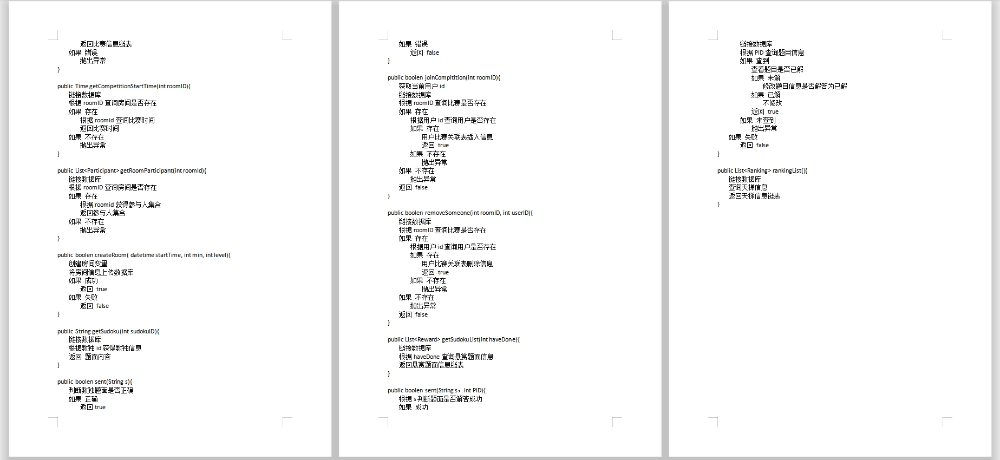 返回比赛信息链表
如果 错误
抛出异常
}
public Time getCompetitionStartTime(int roomID){
链接数据库
根据 roomID 查询房间是否存在
如果 存在
根据 roomid 查询比赛时间
返回比赛时间
如果 不存在
抛出异常
}
public List<Participant> getRoomParticipant(int roomId){
链接数据库
根据 roomID 查询房间是否存在
如果 存在
根据 roomid 获得参与人集合
返回参与人集合
如果 不存在
抛出异常
}
public boolen createRoom( datetime startTime, int min, int level){
创建房间变量
将房间信息上传数据库
如果 成功
返回 true
如果 失败
返回 false
}
public String getSudoku(int sudokuID){
链接数据库
根据数独 id 获得数独信息
返回 题面内容
}
public boolen sent(String s){
判断数独题面是否正确
如果 正确
返回 true
如果 错误
返回 false
}
public boolen joinCompitition(int roomID){
获取当前用户 id
链接数据库
根据 roomID 查询比赛是否存在
如果 存在
根据用户 id 查询用户是否存在
如果 存在
用户比赛关联表插入信息
返回 true
如果 不存在
抛出异常
如果 不存在
抛出异常
返回 false
}
public boolen removeSomeone(int roomID, int userID){
链接数据库
根据 roomID 查询比赛是否存在
如果 存在
根据用户 id 查询用户是否存在
如果 存在
用户比赛关联表删除信息
返回 true
如果 不存在
抛出异常
如果 不存在
抛出异常
返回 false
}
public List<Reward> getSudokuList(int haveDone){
链接数据库
根据 haveDone 查询悬赏题面信息
返回悬赏题面信息链表
}
public boolen sent(String s，int PID){
根据 s 判断题面是否解答成功
如果 成功
链接数据库
根据 PID 查询题目信息
如果 查到
查看题目是否已解
如果 未解
修改题目信息是否解答为已解
如果 已解
不修改
返回 true
如果 未查到
抛出异常
如果 失败
返回 false
}
public List<Ranking> rankingList(){
链接数据库
查询天梯信息
返回天梯信息链表
}